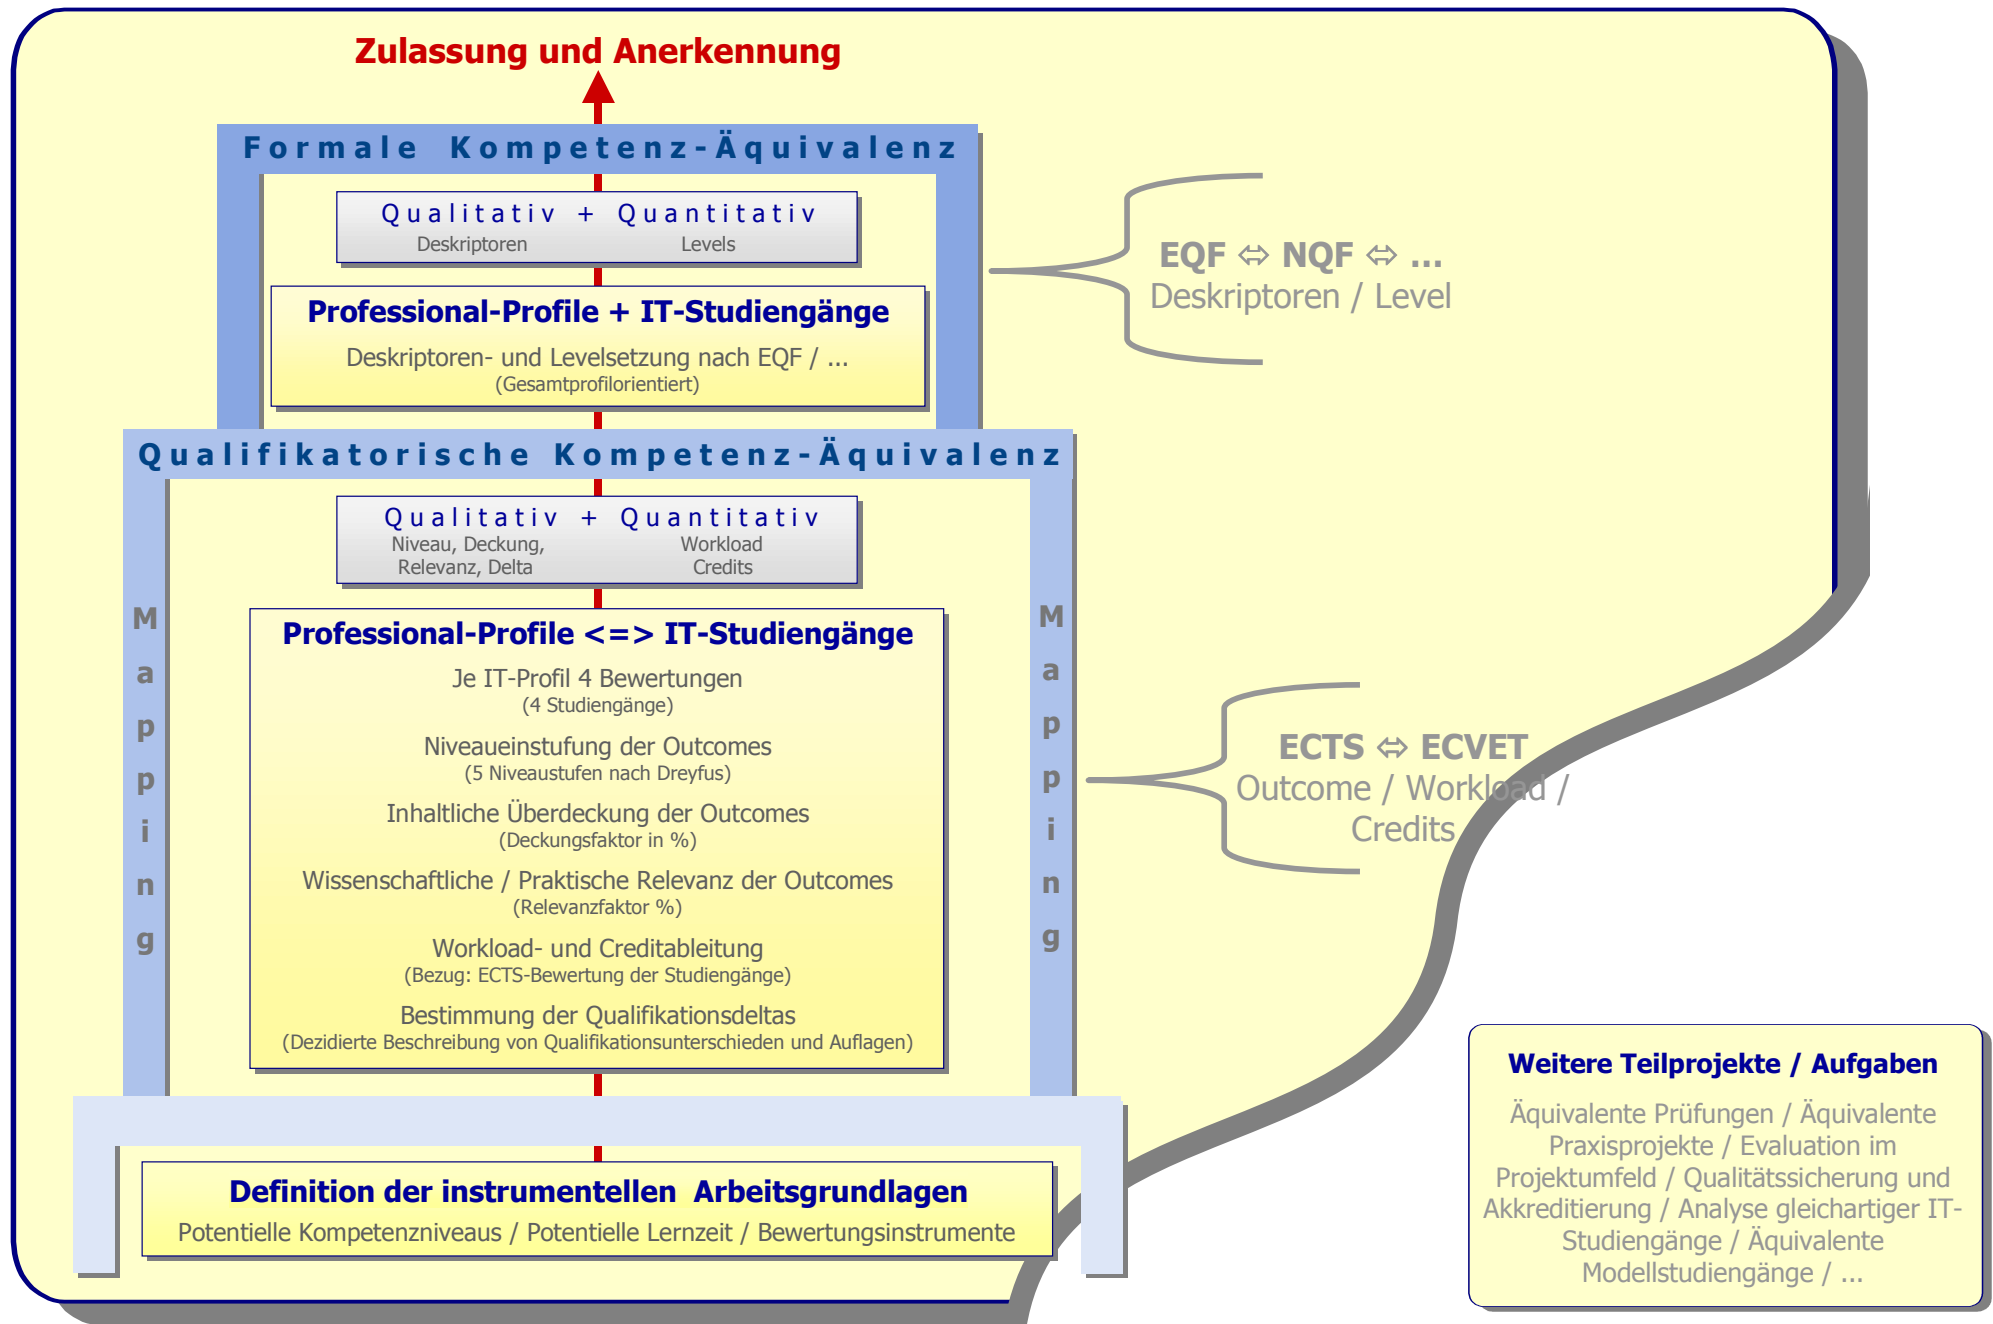 Zulassung und Anerkennung
Formale Kompetenz-Äquivalenz
Qualitativ + Quantitativ
Deskriptoren Levels
Professional-Profile + IT-Studiengänge
Deskriptoren- und Levelsetzung nach EQF / ...
(Gesamtprofilorientiert)
EQF ⇔ NQF ⇔ ...
Deskriptoren / Level
Qualifikatorische Kompetenz-Äquivalenz
Qualitativ + Quantitativ
Niveau, Deckung, Workload
Relevanz, Delta Credits
Mapping
Professional-Profile <=> IT-Studiengänge
Je IT-Profil 4 Bewertungen
(4 Studiengänge)
Niveaueinstufung der Outcomes
(5 Niveaustufen nach Dreyfus)
Inhaltliche Überdeckung der Outcomes
(Deckungsfaktor in %)
Wissenschaftliche / Praktische Relevanz der Outcomes
(Relevanzfaktor %)
Workload- und Creditableitung
(Bezug: ECTS-Bewertung der Studiengänge)
Bestimmung der Qualifikationsdeltas
(Dezidierte Beschreibung von Qualifikationsunterschieden und Auflagen)
Mapping
ECTS ⇔ ECVET
Outcome / Workload /
Credits
Definition der instrumentellen Arbeitsgrundlagen
Potentielle Kompetenzniveaus / Potentielle Lernzeit / Bewertungsinstrumente
Weitere Teilprojekte / Aufgaben
Äquivalente Prüfungen / Äquivalente
Praxisprojekte / Evaluation im
Projektumfeld / Qualitätssicherung und
Akkreditierung / Analyse gleichartiger IT-
Studiengänge / Äquivalente
Modellstudiengänge / ...